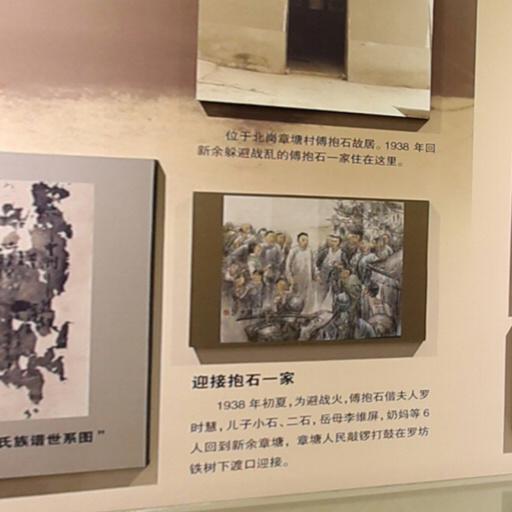 位于北岗章塘村傅抱石故居。1938 年回
新余躲避战乱的傅抱石一家住在这里。
氏族谱世系图”
迎接抱石一家
1938 年初夏,为避战火,傅抱石偕夫人罗
时慧,儿子小石、二石,岳母李维屏,奶妈等 6
人回到新余章塘,章塘人民敲锣打鼓在罗坊
铁树下渡口迎接。